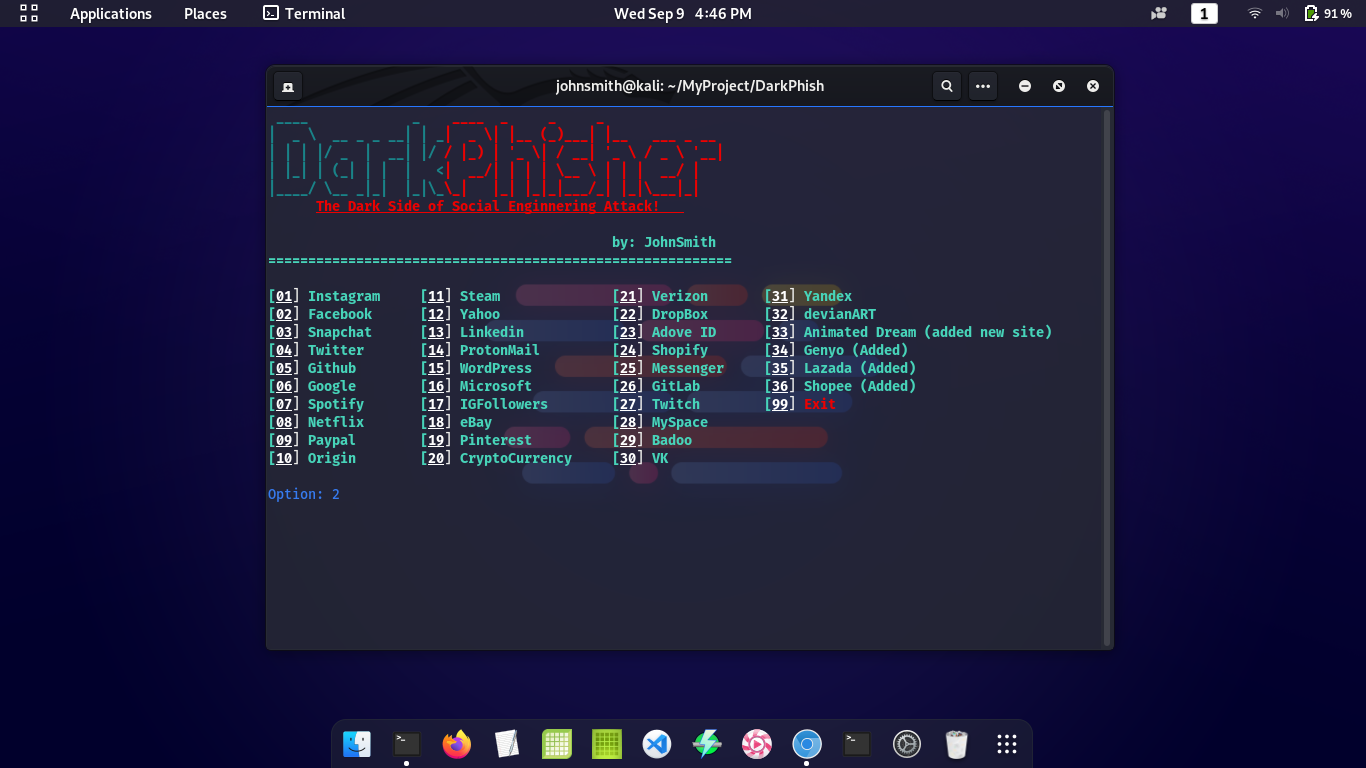 Applications Places Terminal Wed Sep 9 4:46 PM 1 91%
johnsmith@kali: ~/MyProject/DarkPhish
DarkPhisher
The Dark Side of Social Enginnering Attack!
by: JohnSmith
==========================================================
[01] Instagram [11] Steam [21] Verizon [31] Yandex
[02] Facebook [12] Yahoo [22] DropBox [32] devianART
[03] Snapchat [13] Linkedin [23] Adove ID [33] Animated Dream (added new site)
[04] Twitter [14] ProtonMail [24] Shopify [34] Genyo (Added)
[05] Github [15] WordPress [25] Messenger [35] Lazada (Added)
[06] Google [16] Microsoft [26] GitLab [36] Shopee (Added)
[07] Spotify [17] IGFollowers [27] Twitch [99] Exit
[08] Netflix [18] eBay [28] MySpace
[09] Paypal [19] Pinterest [29] Badoo
[10] Origin [20] CryptoCurrency [30] VK
Option: 2